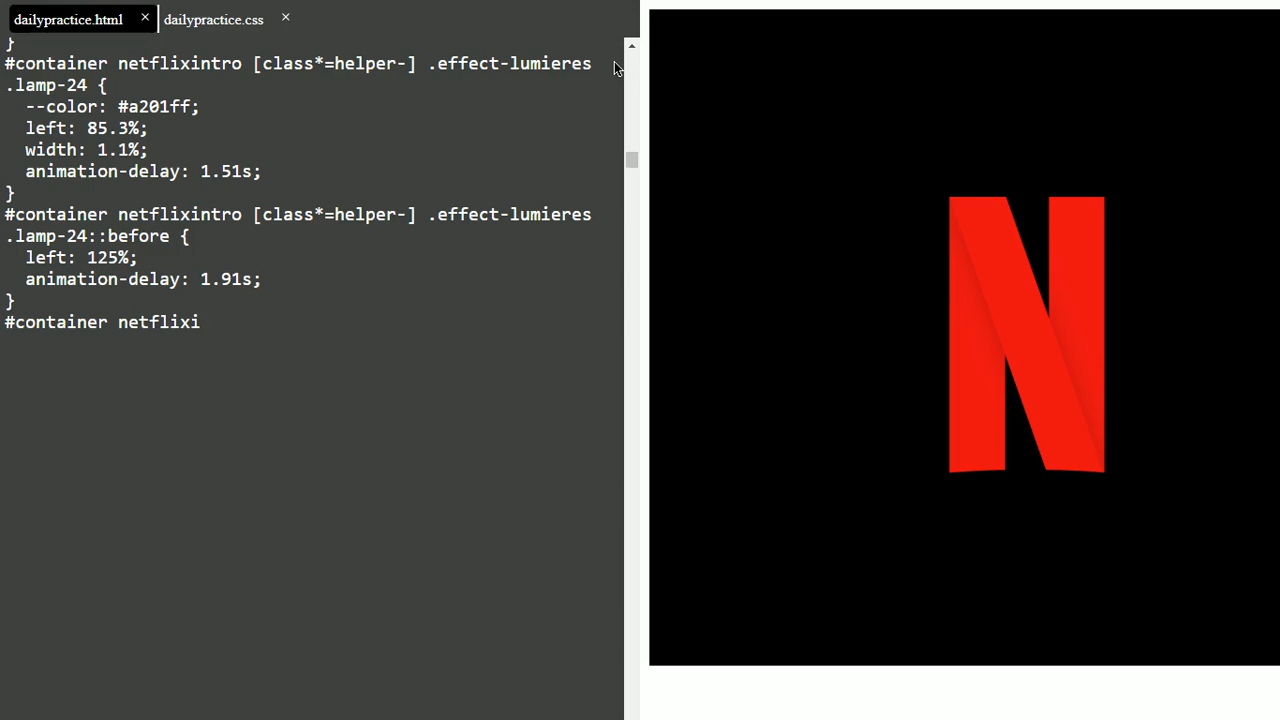 dailypractice.html × dailypractice.css ×
}
#container netflixintro [class*=helper-] .effect-lumieres
.lamp-24 {
--color: #a201ff;
left: 85.3%;
width: 1.1%;
animation-delay: 1.51s;
}
#container netflixintro [class*=helper-] .effect-lumieres
.lamp-24::before {
left: 125%;
animation-delay: 1.91s;
}
#container netflixi
N